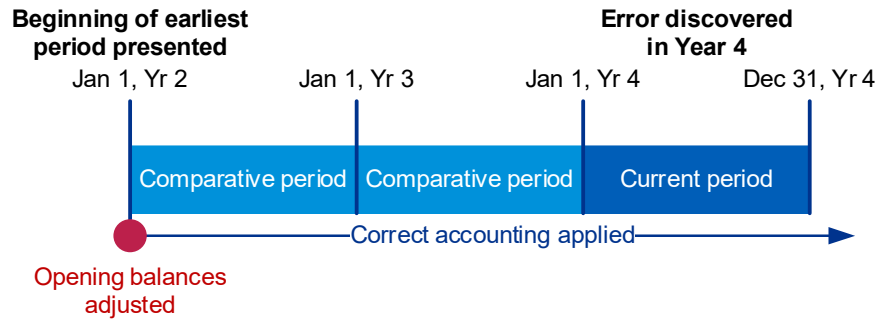 Beginning of earliest
period presented
Error discovered
in Year 4
Jan 1, Yr 2
Jan 1, Yr 3
Jan 1, Yr 4
Dec 31, Yr 4
Comparative period
Comparative period
Current period
Correct accounting applied
Opening balances
adjusted